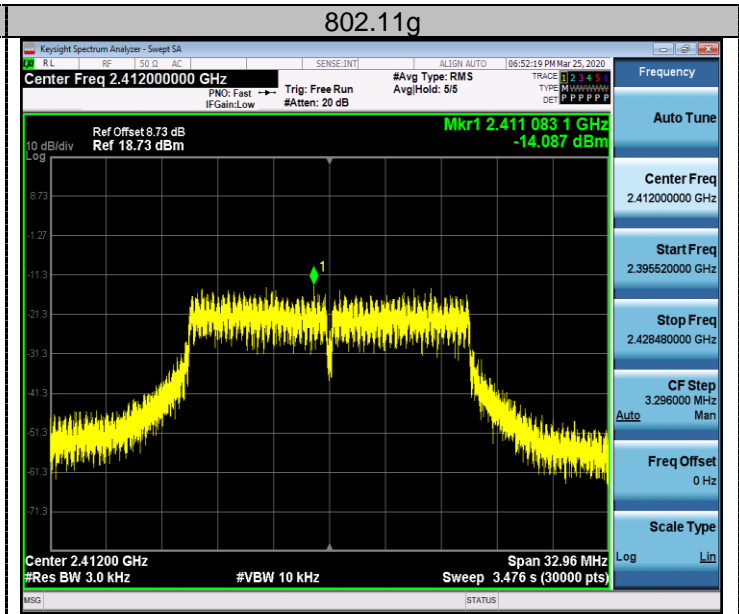 802.11g
Keysight Spectrum Analyzer - Swept SA
RL RF 50 Ω AC SENSE:INT ALIGN AUTO 06:52:19 PM Mar 25, 2020
Center Freq 2.412000000 GHz
PNO: Fast
IFGain:Low
Trig: Free Run
#Atten: 20 dB
#Avg Type: RMS
Avg|Hold: 5/5
TRACE 1 2 3 4 5 6
TYPE M WWWWW
DET P P P P P P
Ref Offset 8.73 dB
Ref 18.73 dBm
10 dB/div
Log
Mkr1 2.411 083 1 GHz
-14.087 dBm
8.73
-1.27
-11.3
-21.3
-31.3
-41.3
-51.3
-61.3
-71.3
1
Center 2.41200 GHz
Span 32.96 MHz
#Res BW 3.0 kHz
#VBW 10 kHz
Sweep 3.476 s (30000 pts)
MSG
STATUS
Frequency
Auto Tune
Center Freq
2.412000000 GHz
Start Freq
2.395520000 GHz
Stop Freq
2.428480000 GHz
CF Step
3.296000 MHz
Auto Man
Freq Offset
0 Hz
Scale Type
Log Lin